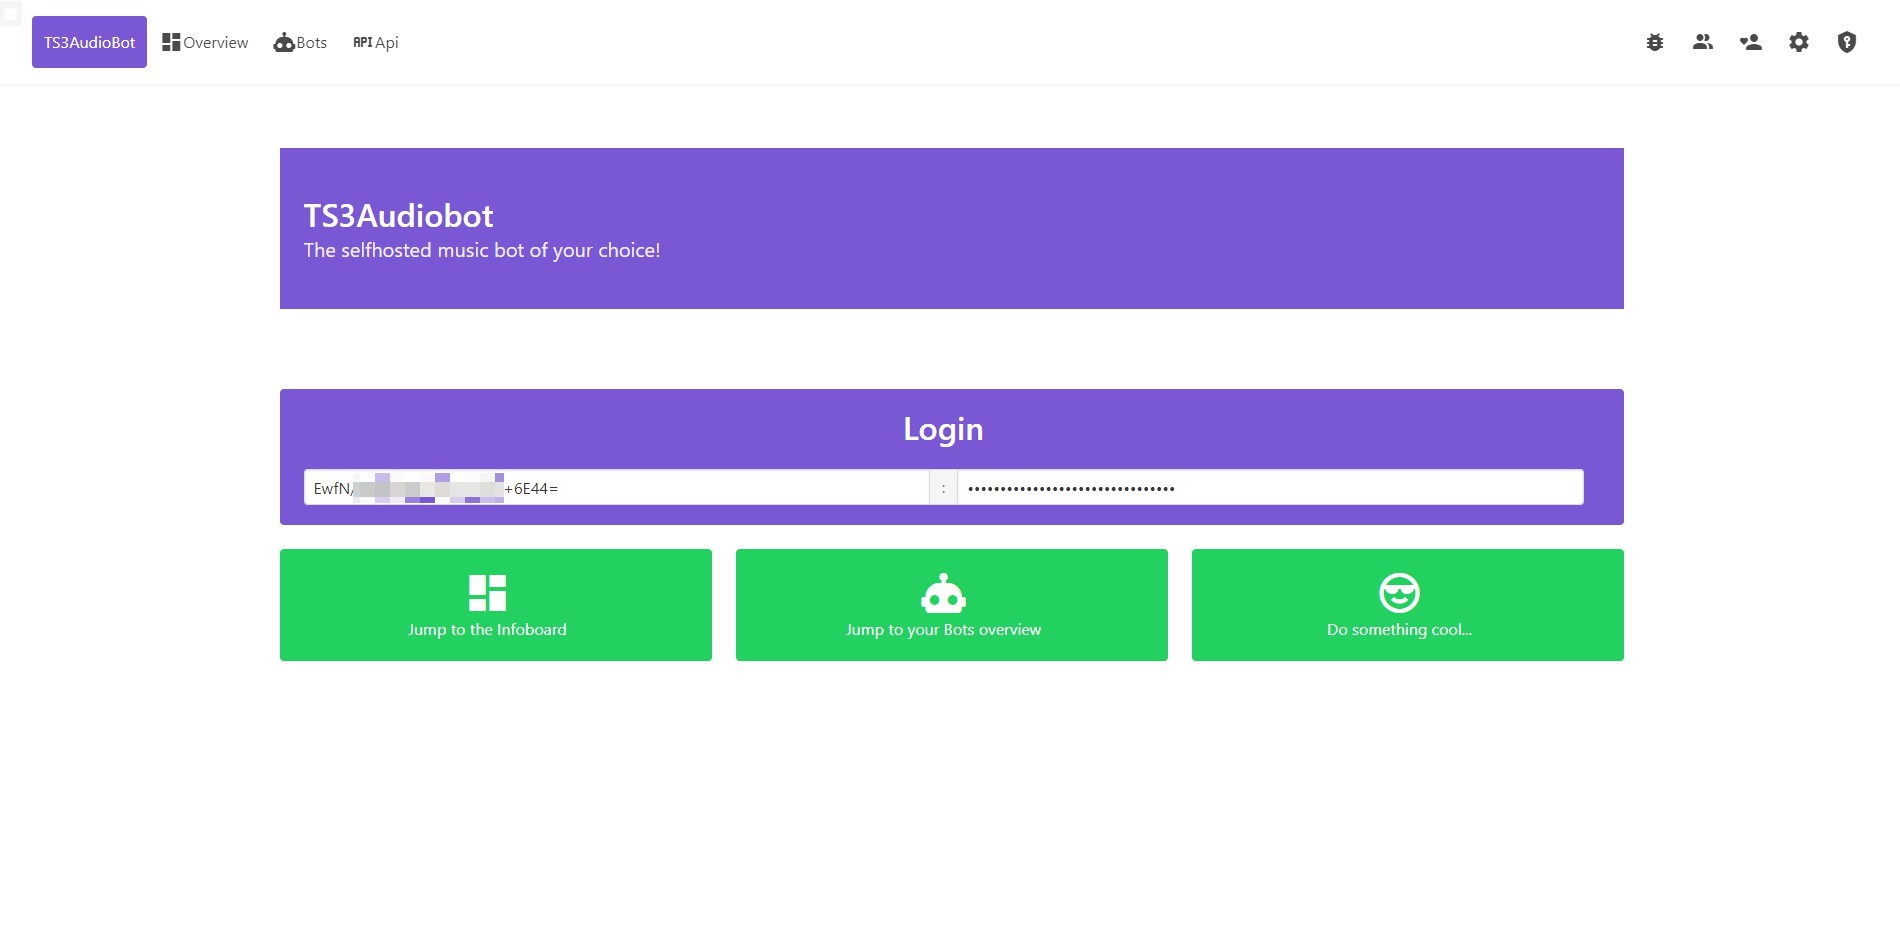 TS3AudioBot Overview Bots API Api
TS3Audiobot
The selfhosted music bot of your choice!
Login
EwfN/ +6E44= : ••••••••••••••••••••••••••••••••
Jump to the Infoboard
Jump to your Bots overview
Do something cool...